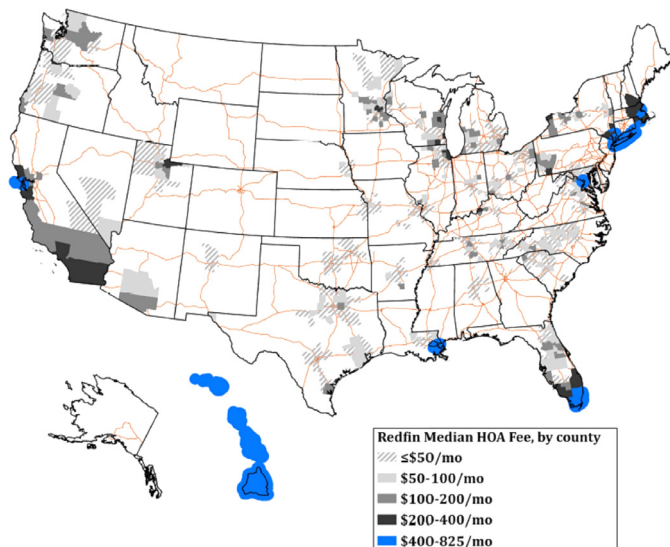 Redfin Median HOA Fee, by county
≤$50/mo
$50-100/mo
$100-200/mo
$200-400/mo
$400-825/mo